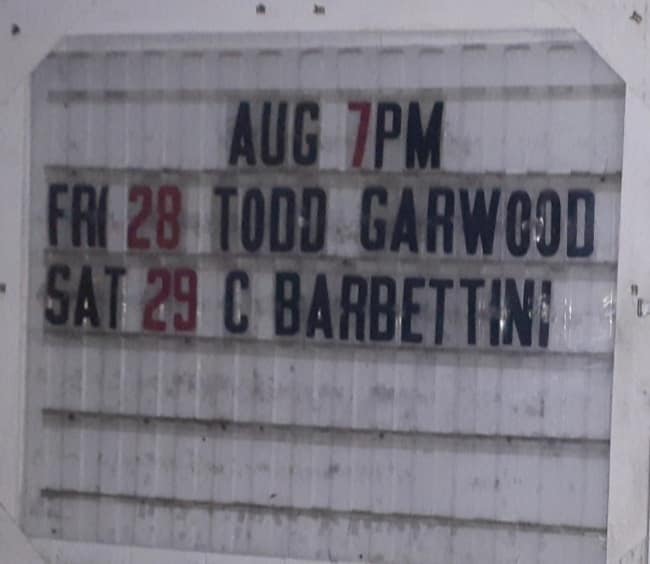 AUG 7PM
FRI 28 TODD GARWOOD
SAT 29 C BARBETTINI